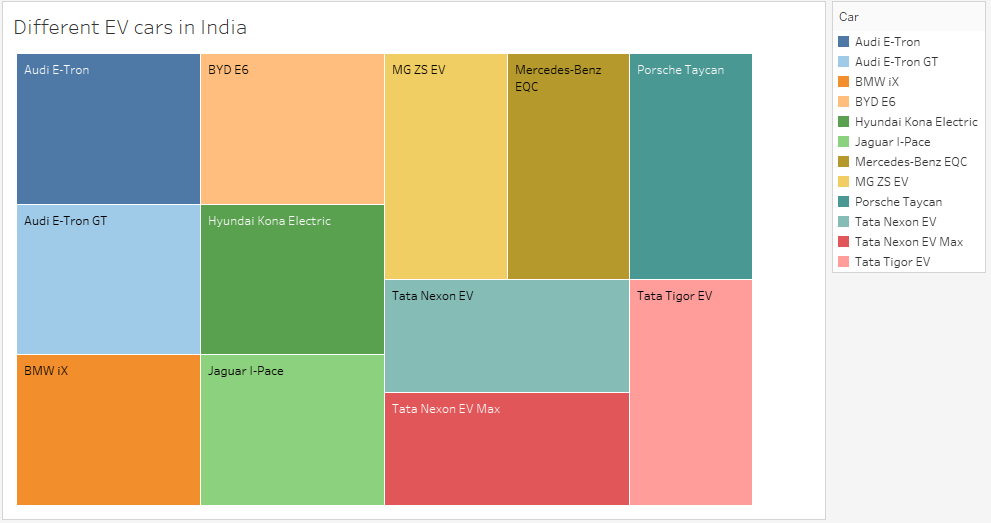 Different EV cars in India
Audi E-Tron
BYD E6
MG ZS EV
Mercedes-Benz
EQC
Porsche Taycan
Audi E-Tron GT
Hyundai Kona Electric
Tata Nexon EV
Tata Tigor EV
BMW iX
Jaguar I-Pace
Tata Nexon EV Max
Car
Audi E-Tron
Audi E-Tron GT
BMW iX
BYD E6
Hyundai Kona Electric
Jaguar I-Pace
Mercedes-Benz EQC
MG ZS EV
Porsche Taycan
Tata Nexon EV
Tata Nexon EV Max
Tata Tigor EV